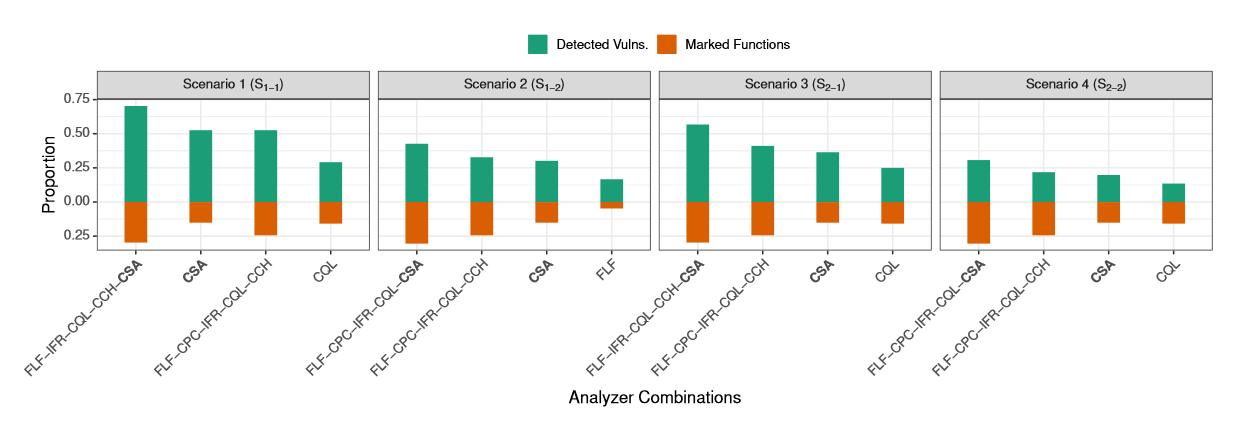 Detected Vulns. Marked Functions
Scenario 1 (S1−1) Scenario 2 (S1−2) Scenario 3 (S2−1) Scenario 4 (S2−2)
Proportion
0.75
0.50
0.25
0.00
0.25
FLF−IFR−CQL−CCH−CSA
CSA
FLF−CPC−IFR−CQL−CCH
CQL
FLF−CPC−IFR−CQL−CSA
FLF−CPC−IFR−CQL−CCH
CSA
FLF
FLF−IFR−CQL−CCH−CSA
FLF−CPC−IFR−CQL−CCH
CSA
CQL
FLF−CPC−IFR−CQL−CSA
FLF−CPC−IFR−CQL−CCH
CSA
CQL
Analyzer Combinations